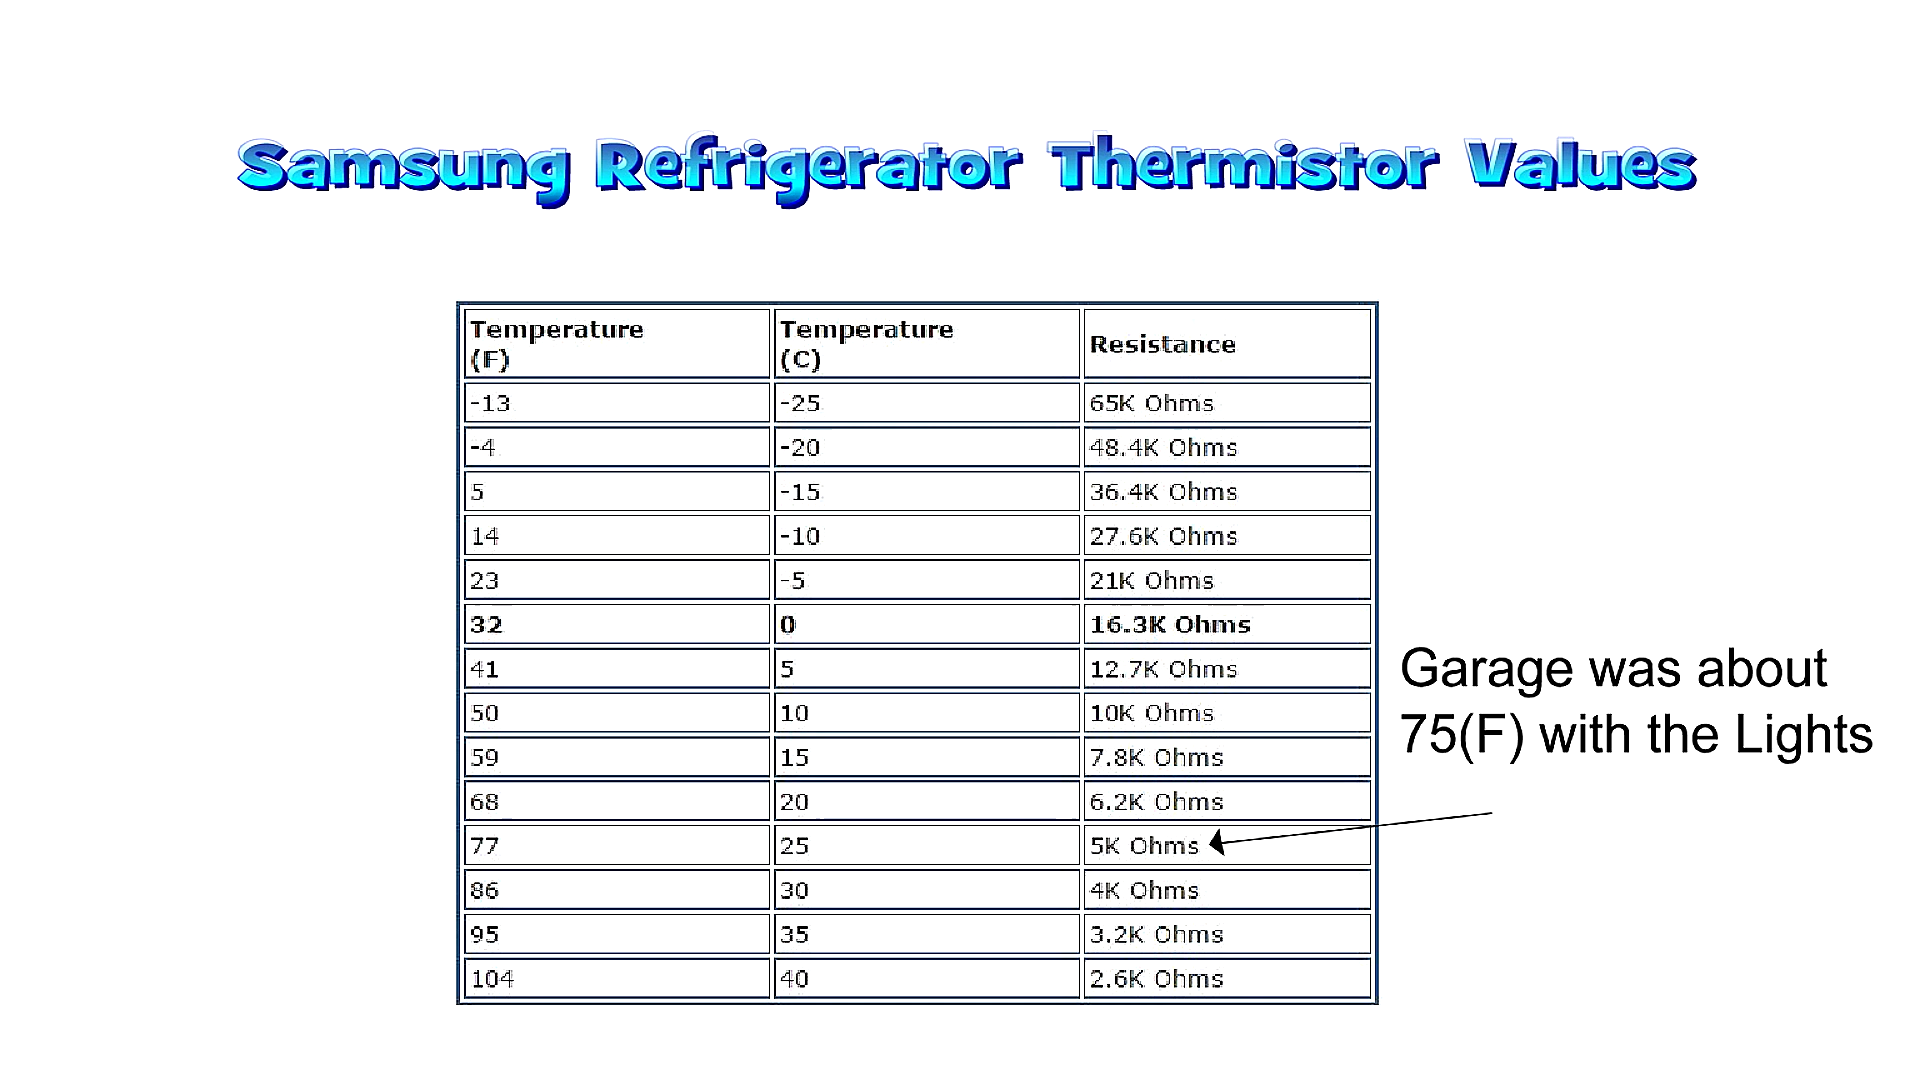 Samsung Refrigerator Thermistor Values
Temperature (F) Temperature (C) Resistance
-13 -25 65K Ohms
-4 -20 48.4K Ohms
5 -15 36.4K Ohms
14 -10 27.6K Ohms
23 -5 21K Ohms
32 0 16.3K Ohms
41 5 12.7K Ohms
50 10 10K Ohms
59 15 7.8K Ohms
68 20 6.2K Ohms
77 25 5K Ohms
86 30 4K Ohms
95 35 3.2K Ohms
104 40 2.6K Ohms
Garage was about
75(F) with the Lights